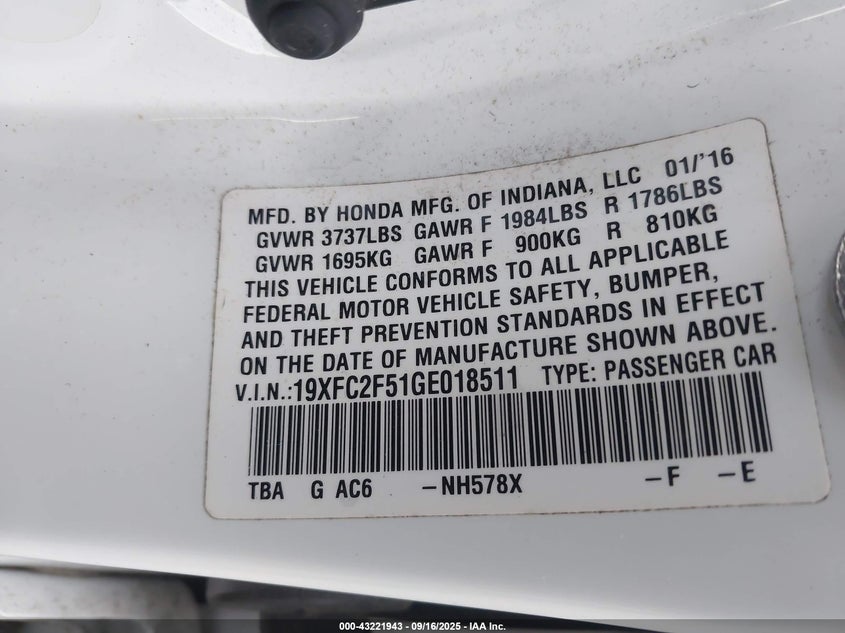 MFD. BY HONDA MFG. OF INDIANA, LLC 01/'16
GVWR 3737LBS GAWR F 1984LBS R 1786LBS
GVWR 1695KG GAWR F 900KG R 810KG
THIS VEHICLE CONFORMS TO ALL APPLICABLE
FEDERAL MOTOR VEHICLE SAFETY, BUMPER,
AND THEFT PREVENTION STANDARDS IN EFFECT
ON THE DATE OF MANUFACTURE SHOWN ABOVE.
V.I.N.:19XFC2F51GE018511 TYPE: PASSENGER CAR
TBA G AC6 –NH578X –F –E
000-43221943 - 09/16/2025 - IAA Inc.